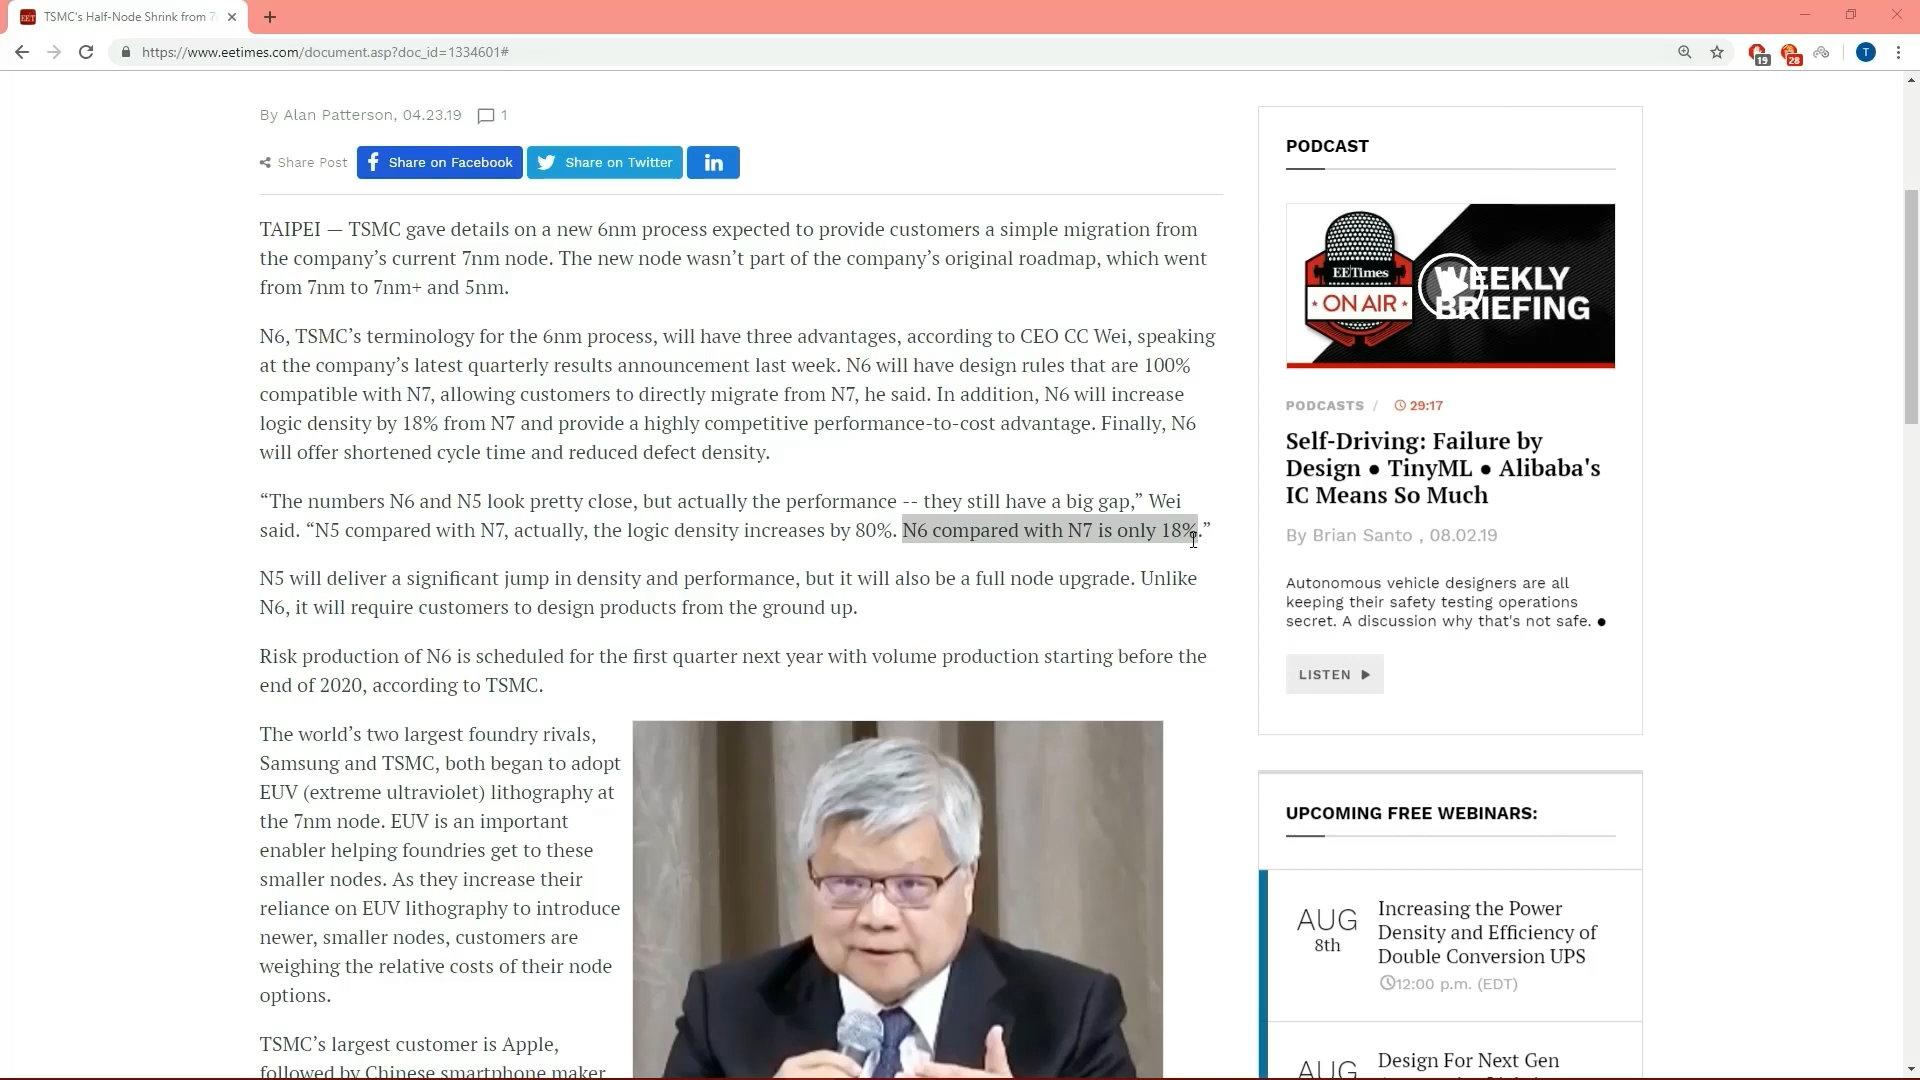 TSMC's Half-Node Shrink from 7
https://www.eetimes.com/document.asp?doc_id=1334601#
19
28
T
By Alan Patterson, 04.23.19
1
Share Post
Share on Facebook
Share on Twitter
in
TAIPEI — TSMC gave details on a new 6nm process expected to provide customers a simple migration from
the company’s current 7nm node. The new node wasn’t part of the company’s original roadmap, which went
from 7nm to 7nm+ and 5nm.
N6, TSMC’s terminology for the 6nm process, will have three advantages, according to CEO CC Wei, speaking
at the company’s latest quarterly results announcement last week. N6 will have design rules that are 100%
compatible with N7, allowing customers to directly migrate from N7, he said. In addition, N6 will increase
logic density by 18% from N7 and provide a highly competitive performance-to-cost advantage. Finally, N6
will offer shortened cycle time and reduced defect density.
“The numbers N6 and N5 look pretty close, but actually the performance -- they still have a big gap,” Wei
said. “N5 compared with N7, actually, the logic density increases by 80%. N6 compared with N7 is only 18%.”
N5 will deliver a significant jump in density and performance, but it will also be a full node upgrade. Unlike
N6, it will require customers to design products from the ground up.
Risk production of N6 is scheduled for the first quarter next year with volume production starting before the
end of 2020, according to TSMC.
The world’s two largest foundry rivals,
Samsung and TSMC, both began to adopt
EUV (extreme ultraviolet) lithography at
the 7nm node. EUV is an important
enabler helping foundries get to these
smaller nodes. As they increase their
reliance on EUV lithography to introduce
newer, smaller nodes, customers are
weighing the relative costs of their node
options.
TSMC’s largest customer is Apple,
followed by Chinese smartphone maker
PODCAST
EETimes
ON AIR
WEEKLY
BRIEFING
PODCASTS /
29:17
Self-Driving: Failure by
Design ● TinyML ● Alibaba's
IC Means So Much
By Brian Santo , 08.02.19
Autonomous vehicle designers are all
keeping their safety testing operations
secret. A discussion why that's not safe. ●
LISTEN
UPCOMING FREE WEBINARS:
AUG
8th
Increasing the Power
Density and Efficiency of
Double Conversion UPS
12:00 p.m. (EDT)
AUG
Design For Next Gen